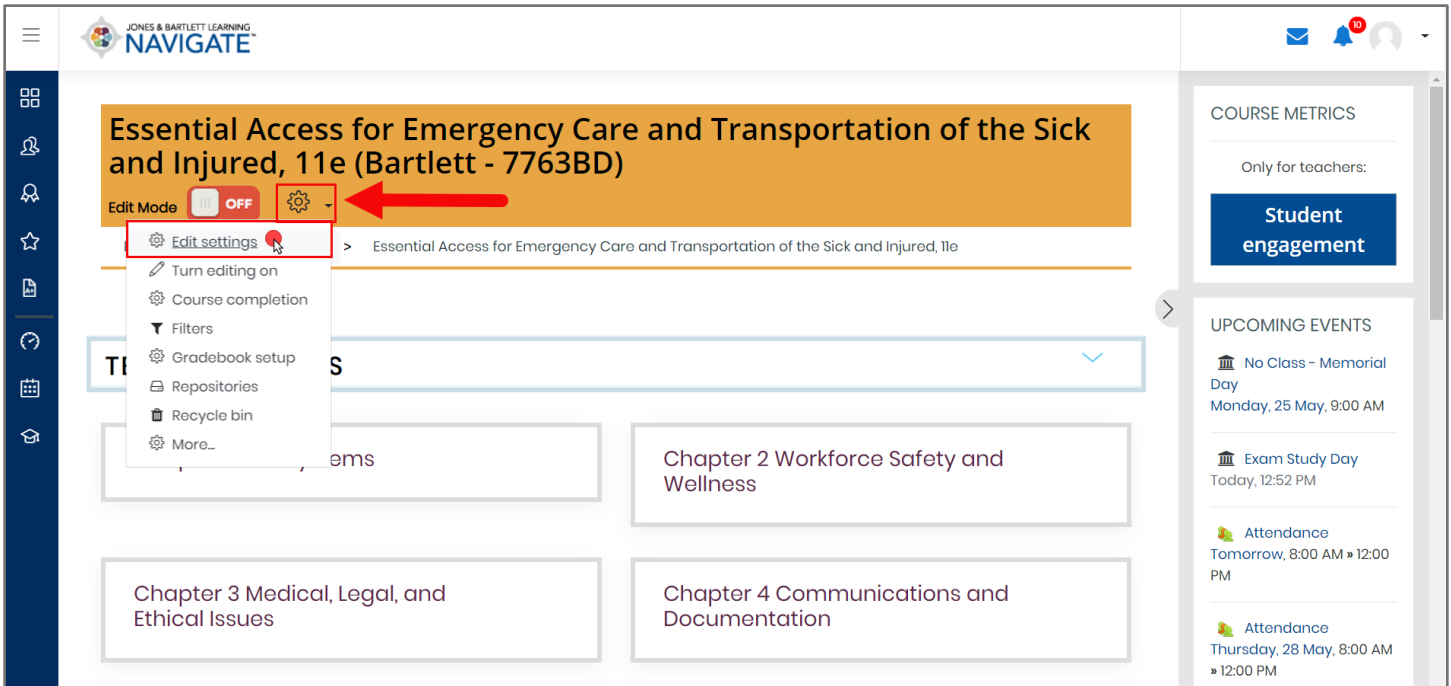 JONES & BARTLETT LEARNING
NAVIGATE™
10
Essential Access for Emergency Care and Transportation of the Sick
and Injured, 11e (Bartlett - 7763BD)
Edit Mode OFF
> Essential Access for Emergency Care and Transportation of the Sick and Injured, 11e
Edit settings
Turn editing on
Course completion
Filters
Gradebook setup
Repositories
Recycle bin
More...
Chapter 2 Workforce Safety and
Wellness
Chapter 3 Medical, Legal, and
Ethical Issues
Chapter 4 Communications and
Documentation
COURSE METRICS
Only for teachers:
Student
engagement
UPCOMING EVENTS
No Class - Memorial
Day
Monday, 25 May, 9:00 AM
Exam Study Day
Today, 12:52 PM
Attendance
Tomorrow, 8:00 AM » 12:00
PM
Attendance
Thursday, 28 May, 8:00 AM
» 12:00 PM